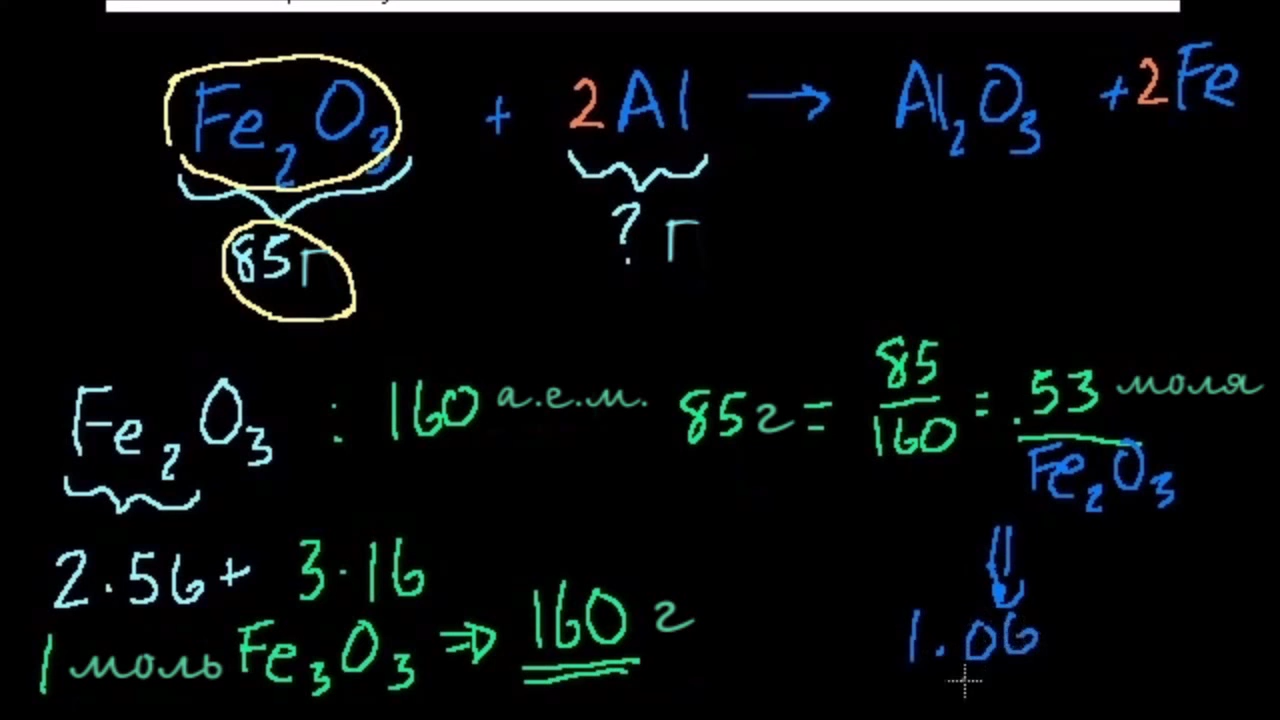 Fe₂O₃ + 2Al → Al₂O₃ + 2Fe
85г ? г
Fe₂O₃ : 160 а.е.м. 85г = 85/160 = .53 моля
Fe₂O₃
2·56+ 3·16
1.06
1 моль Fe₃O₃ ⇒ 160 г